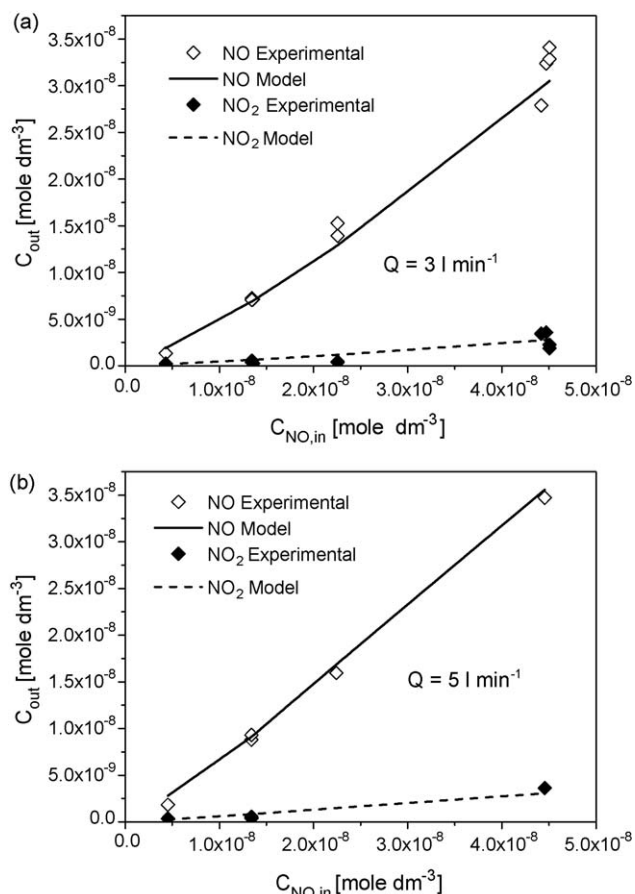 (a)
3.5x10⁻⁸
3.0x10⁻⁸
2.5x10⁻⁸
2.0x10⁻⁸
1.5x10⁻⁸
1.0x10⁻⁸
5.0x10⁻⁹
0.0
C_out [mole dm⁻³]
NO Experimental
NO Model
NO₂ Experimental
NO₂ Model
Q = 3 l min⁻¹
0.0 1.0x10⁻⁸ 2.0x10⁻⁸ 3.0x10⁻⁸ 4.0x10⁻⁸ 5.0x10⁻⁸
C_NO,in [mole dm⁻³]
(b)
3.5x10⁻⁸
3.0x10⁻⁸
2.5x10⁻⁸
2.0x10⁻⁸
1.5x10⁻⁸
1.0x10⁻⁸
5.0x10⁻⁹
0.0
C_out [mole dm⁻³]
NO Experimental
NO Model
NO₂ Experimental
NO₂ Model
Q = 5 l min⁻¹
0.0 1.0x10⁻⁸ 2.0x10⁻⁸ 3.0x10⁻⁸ 4.0x10⁻⁸ 5.0x10⁻⁸
C_NO,in [mole dm⁻³]